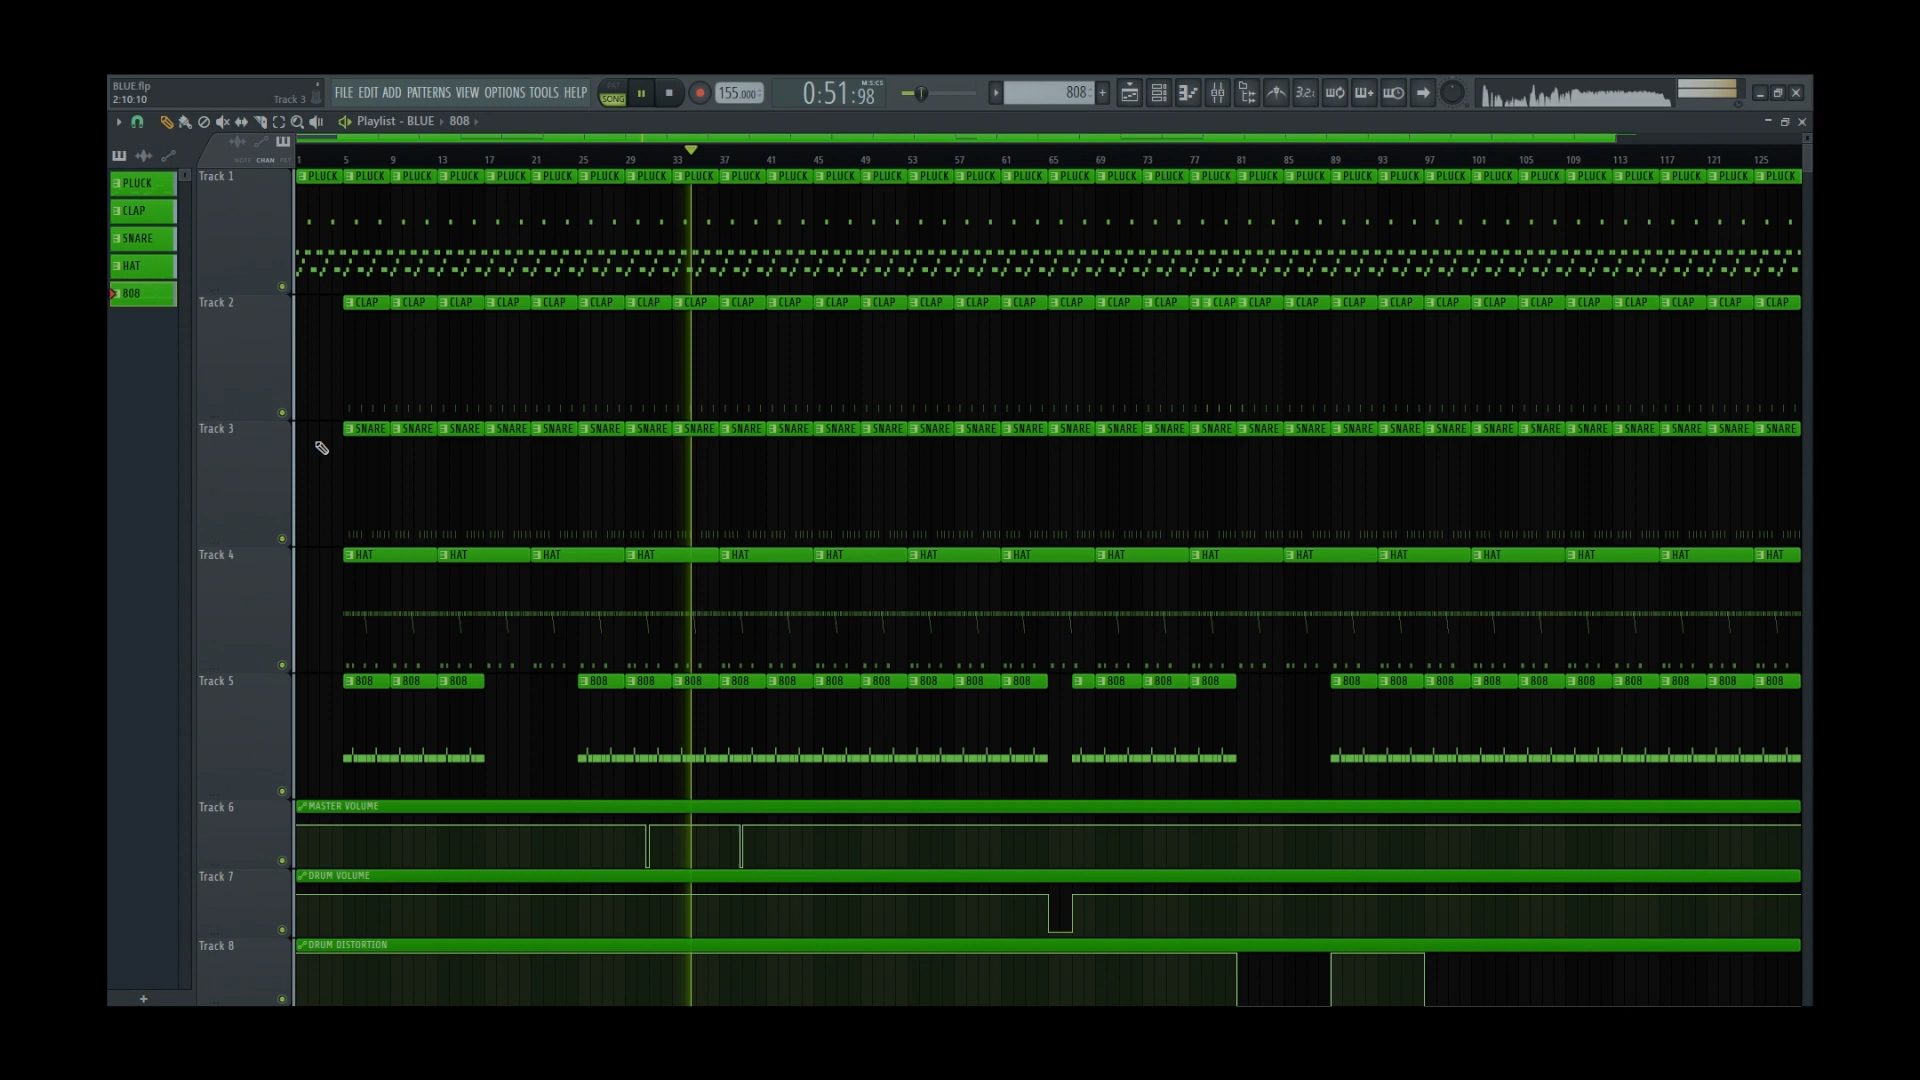 BLUE.flp
2:10:10 Track 3
FILE EDIT ADD PATTERNS VIEW OPTIONS TOOLS HELP
SONG
155.000
0:51:98 M:S:CS
808
3.2
Playlist - BLUE 808
NOTE CHAN PAT
1 5 9 13 17 21 25 29 33 37 41 45 49 53 57 61 65 69 73 77 81 85 89 93 97 101 105 109 113 117 121 125
PLUCK
CLAP
SNARE
HAT
808
Track 1 PLUCK PLUCK PLUCK PLUCK PLUCK PLUCK PLUCK PLUCK PLUCK PLUCK PLUCK PLUCK PLUCK PLUCK PLUCK PLUCK PLUCK PLUCK PLUCK PLUCK PLUCK PLUCK PLUCK PLUCK PLUCK PLUCK PLUCK PLUCK PLUCK PLUCK PLUCK PLUCK
Track 2 CLAP CLAP CLAP CLAP CLAP CLAP CLAP CLAP CLAP CLAP CLAP CLAP CLAP CLAP CLAP CLAP CLAP CLAP CLAP CLAP CLAP CLAP CLAP CLAP CLAP CLAP CLAP CLAP CLAP CLAP CLAP
Track 3 SNARE SNARE SNARE SNARE SNARE SNARE SNARE SNARE SNARE SNARE SNARE SNARE SNARE SNARE SNARE SNARE SNARE SNARE SNARE SNARE SNARE SNARE SNARE SNARE SNARE SNARE SNARE SNARE SNARE SNARE SNARE
Track 4 HAT HAT HAT HAT HAT HAT HAT HAT HAT HAT HAT HAT HAT HAT HAT HAT
Track 5 808 808 808 808 808 808 808 808 808 808 808 808 808 808 808 808 808 808 808 808 808 808 808 808 808 808
Track 6 MASTER VOLUME
Track 7 DRUM VOLUME
Track 8 DRUM DISTORTION